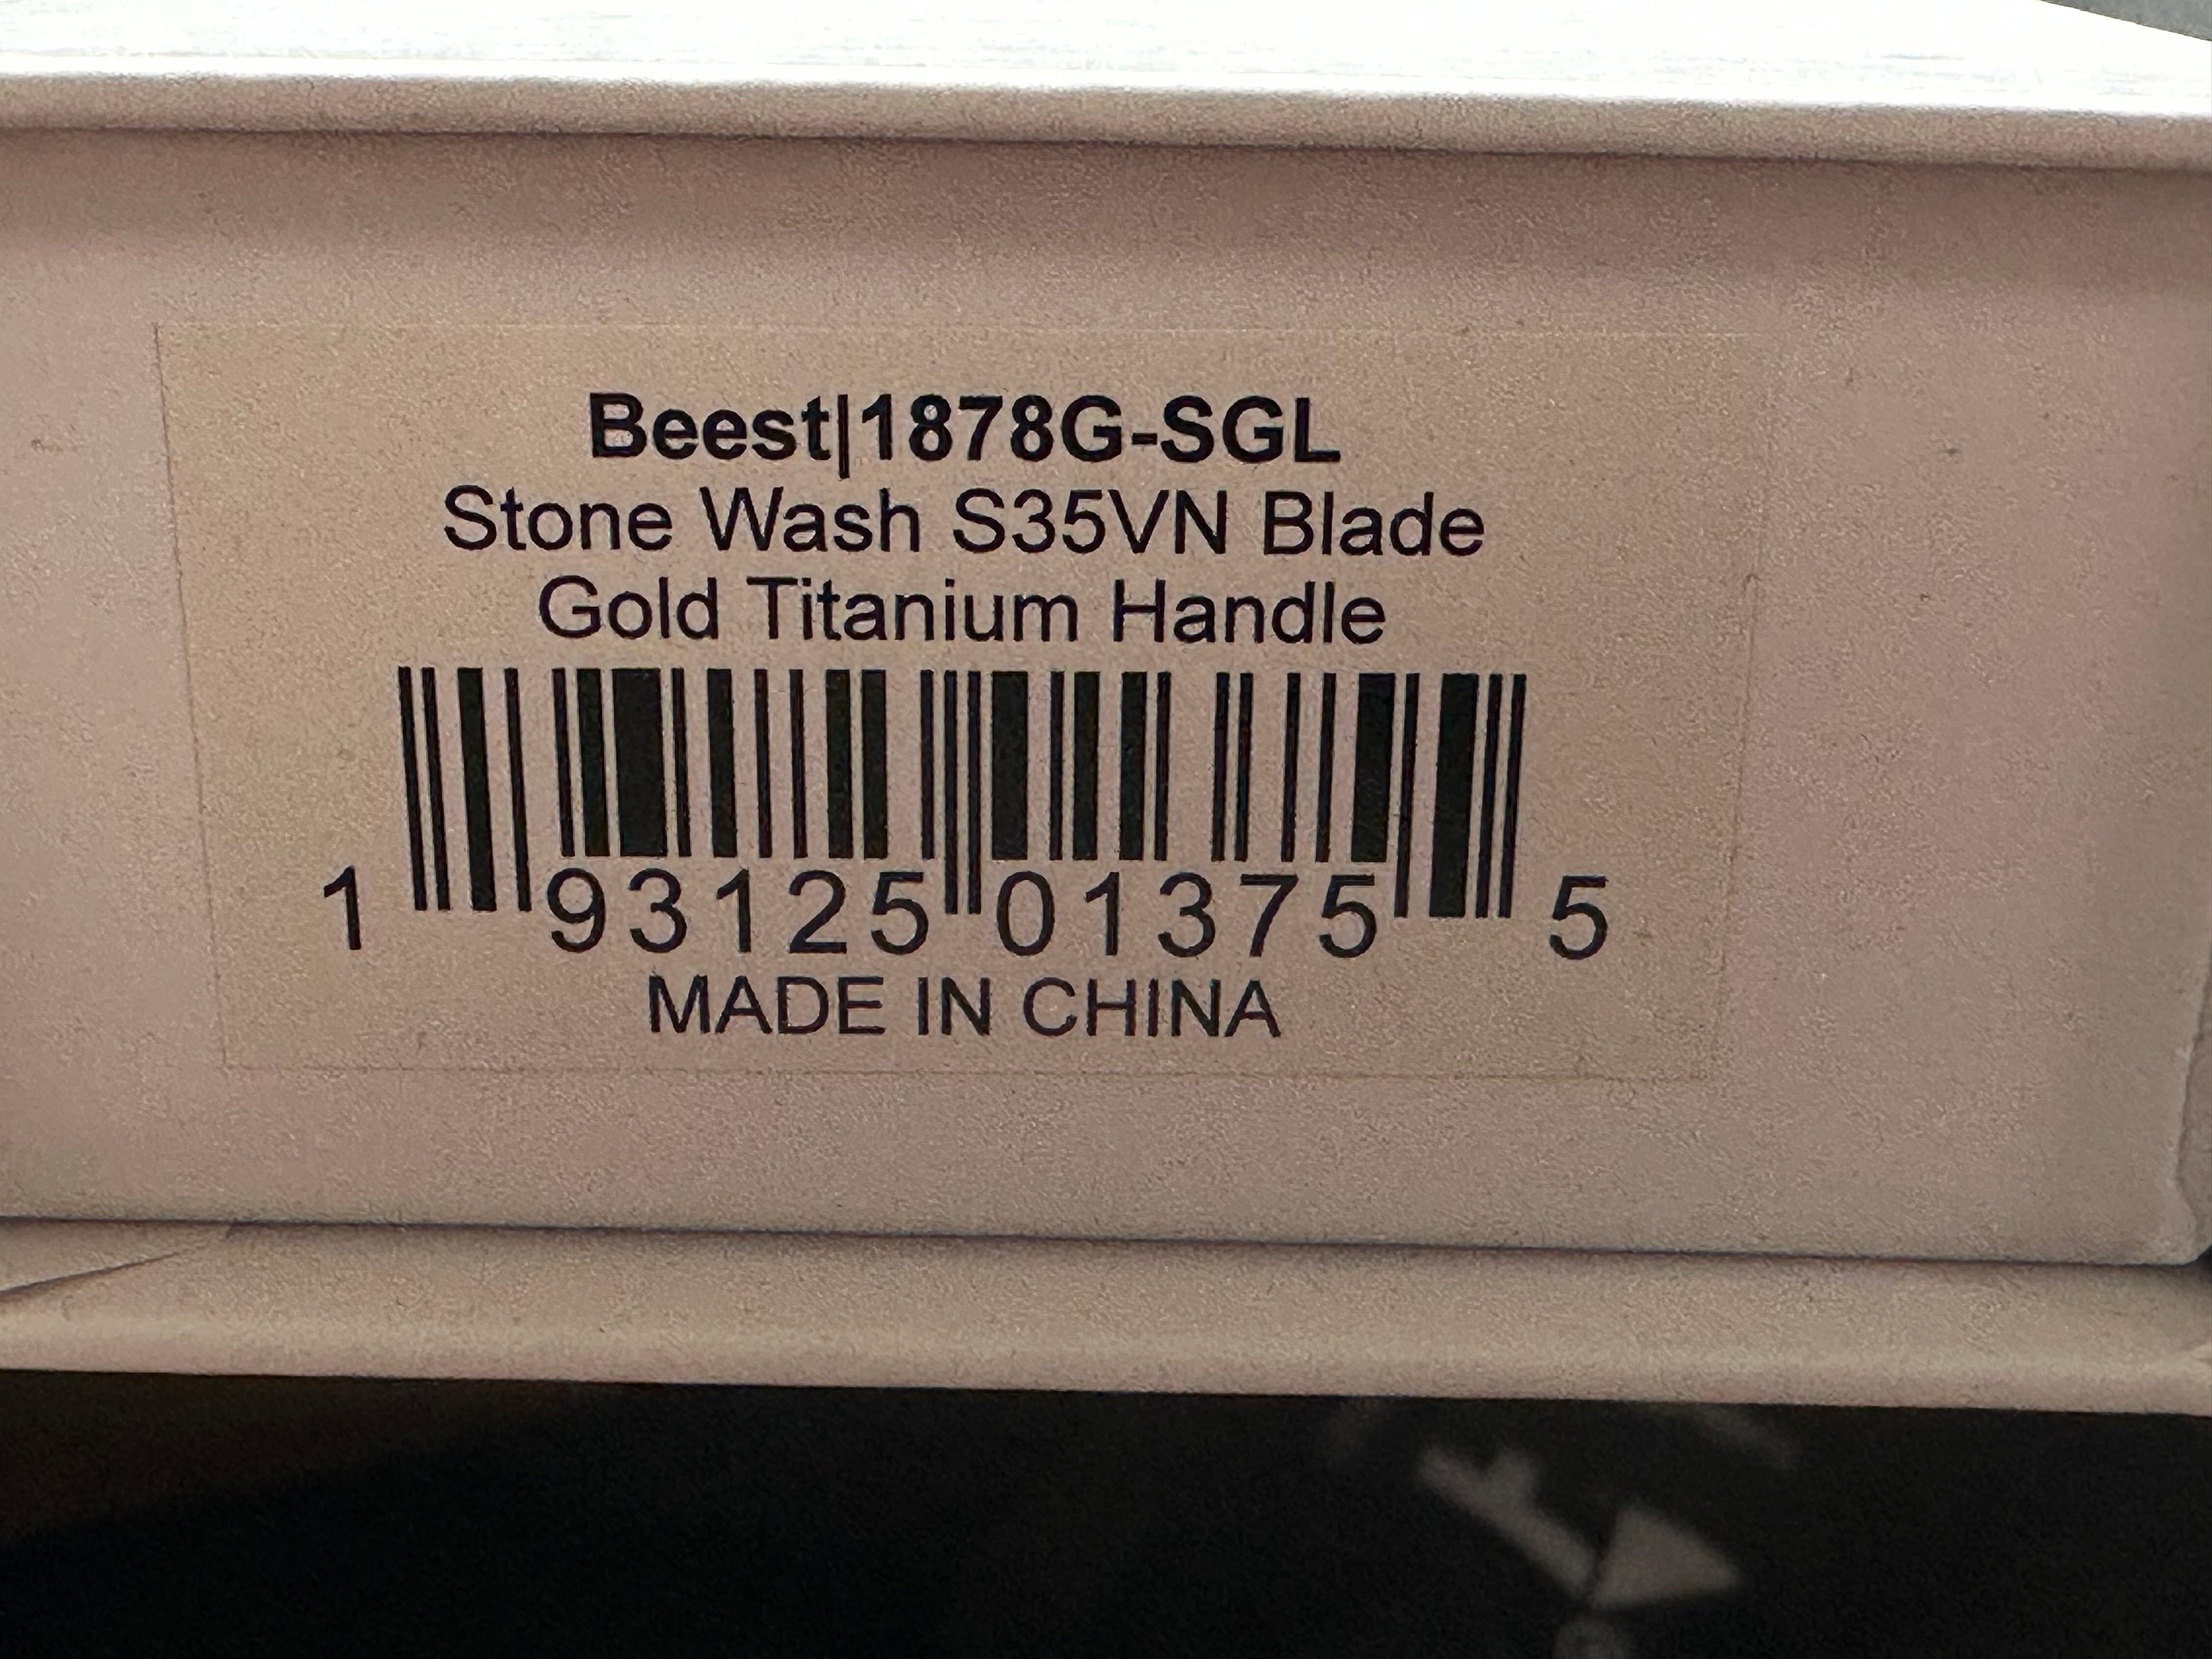 Beest|1878G-SGL
Stone Wash S35VN Blade
Gold Titanium Handle
1 93125 01375 5
MADE IN CHINA